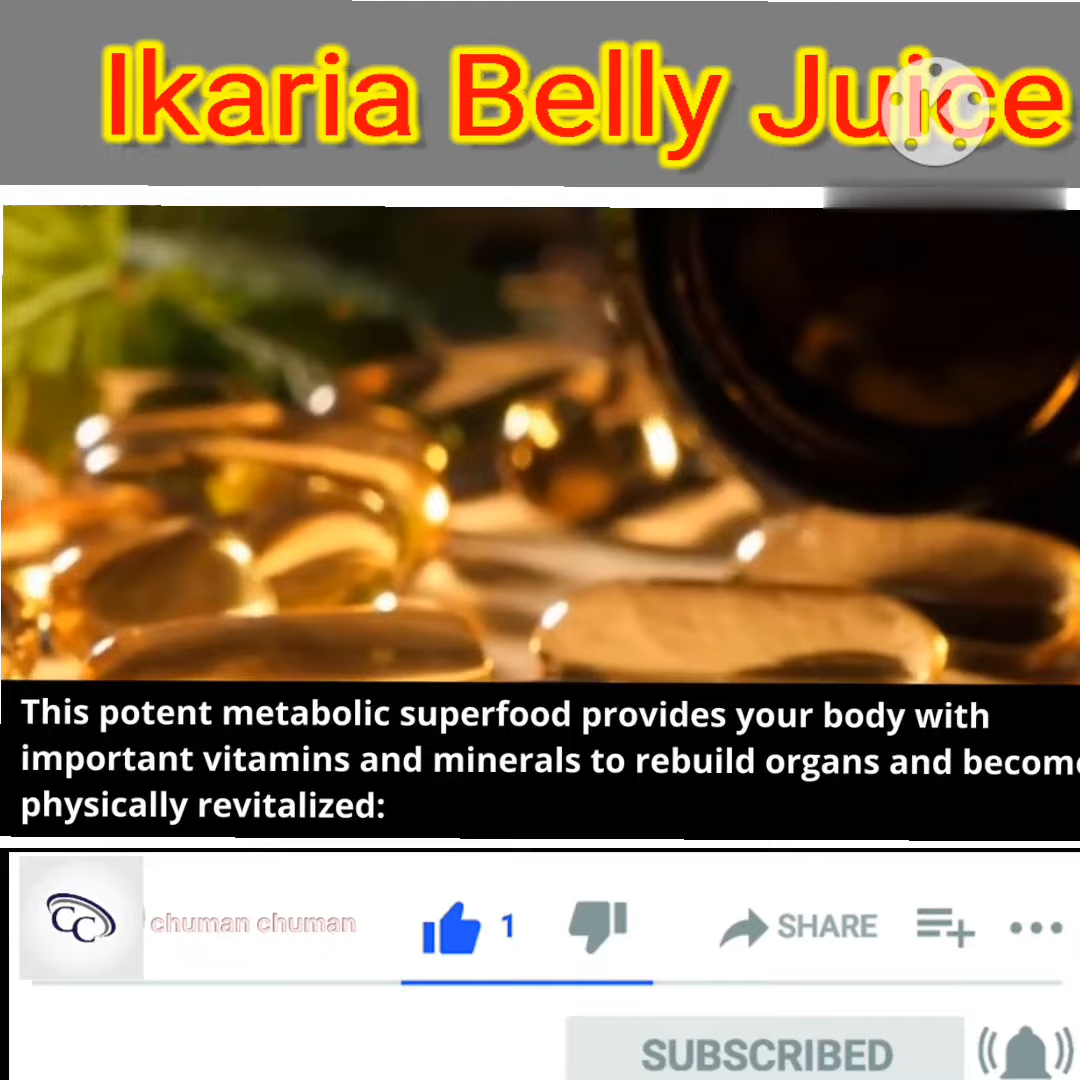 Ikaria Belly Juice
K
This potent metabolic superfood provides your body with
important vitamins and minerals to rebuild organs and become
physically revitalized:
CC
chuman chuman
1
SHARE
SUBSCRIBED